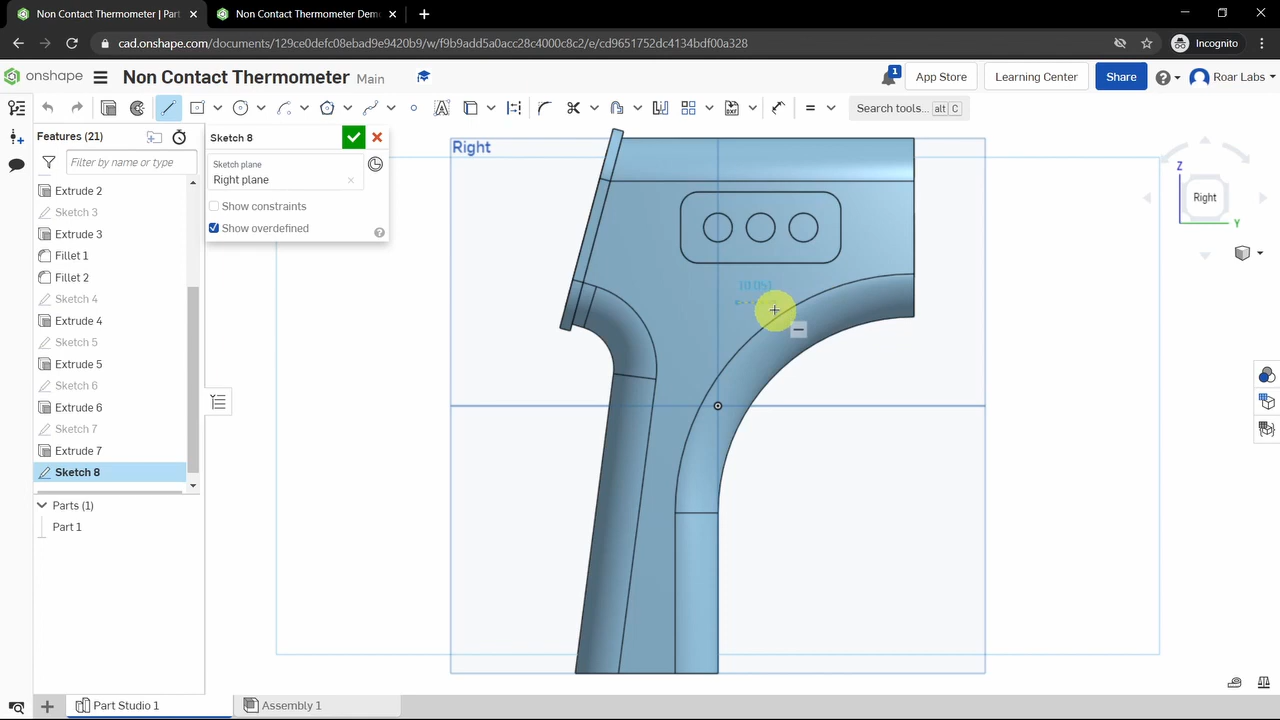 Non Contact Thermometer | Part
Non Contact Thermometer Demo
cad.onshape.com/documents/129ce0defc08ebad9e9420b9/w/f9b9add5a0acc28c4000c8c2/e/cd9651752dc4134bdf00a328
Incognito
onshape
Non Contact Thermometer
Main
1
App Store
Learning Center
Share
Roar Labs
Search tools...
alt
C
Features (21)
Filter by name or type
Extrude 2
Sketch 3
Extrude 3
Fillet 1
Fillet 2
Sketch 4
Extrude 4
Sketch 5
Extrude 5
Sketch 6
Extrude 6
Sketch 7
Extrude 7
Sketch 8
Parts (1)
Part 1
Sketch 8
Sketch plane
Right plane
Show constraints
Show overdefined
Right
Z
Right
Y
Part Studio 1
Assembly 1